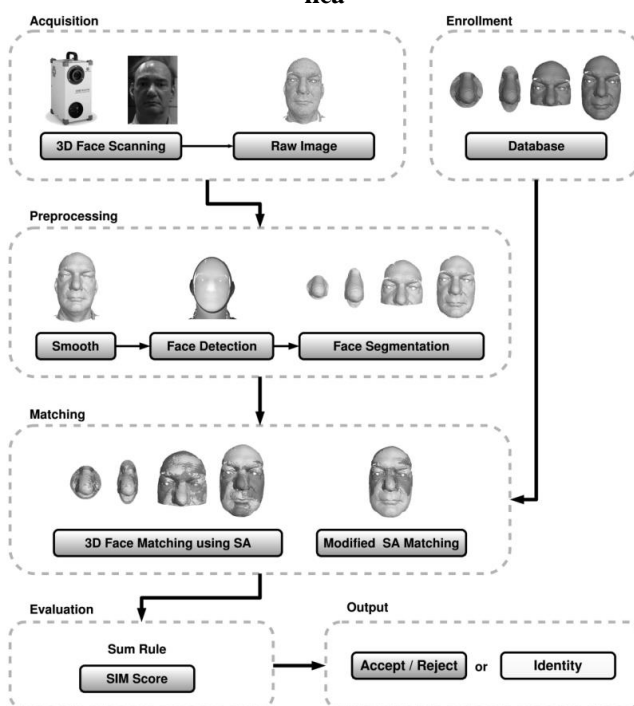 Acquisition
Enrollment
3D Face Scanning
Raw Image
Database
Preprocessing
Smooth
Face Detection
Face Segmentation
Matching
3D Face Matching using SA
Modified SA Matching
Evaluation
Output
Sum Rule
SIM Score
Accept / Reject
or
Identity